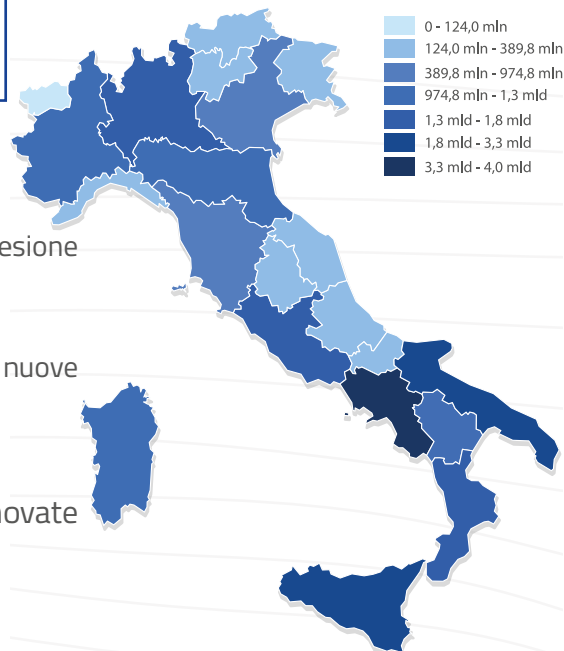 0 - 124,0 mln
124,0 mln - 389,8 mln
389,8 mln - 974,8 mln
974,8 mln - 1,3 mld
1,3 mld - 1,8 mld
1,8 mld - 3,3 mld
3,3 mld - 4,0 mld
esione
nuove
novate